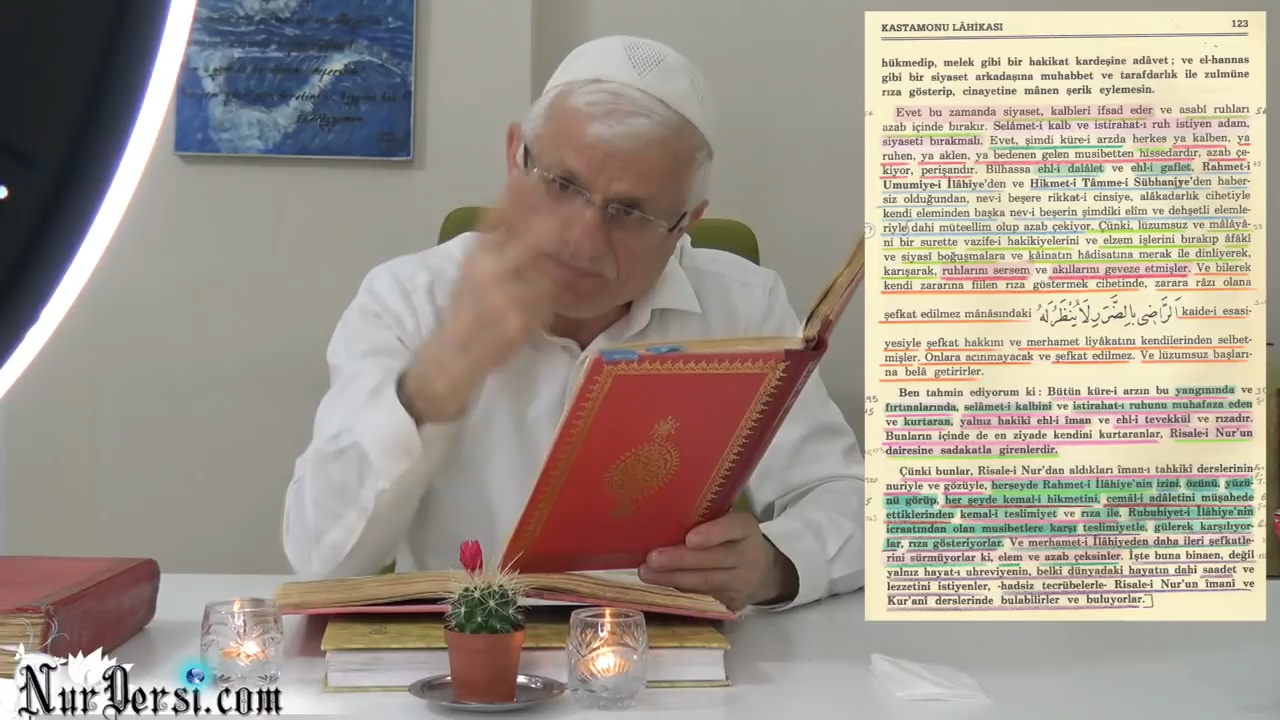 KASTAMONU LÂHİKASI 123
hükmedip, melek gibi bir hakikat kardeşine adâvet; ve el-hannas
gibi bir siyaset arkadaşına muhabbet ve tarafdarlık ile zulmüne
rıza gösterip, cinayetine mânen şerik eylemesin.
Evet bu zamanda siyaset, kalbleri ifsad eder ve asabî ruhları
azab içinde bırakır. Selâmet-i kalb ve istirahat-ı ruh istiyen adam,
siyaseti bırakmalı. Evet, şimdi küre-i arzda herkes ya kalben, ya
ruhen, ya aklen, ya bedenen gelen musibetten hissedardır, azab çe-
kiyor, perişandır. Bilhassa ehl-i dalâlet ve ehl-i gaflet, Rahmet-i
Umumiye-i İlâhiye'den ve Hikmet-i Tâmme-i Sübhaniye'den haber-
siz olduğundan, nev-i beşere rikkat-i cinsiye, alâkadarlık cihetiyle
kendi eleminden başka nev-i beşerin şimdiki elîm ve dehşetli elemle-
riyle dahi müteellim olup azab çekiyor. Çünki, lüzumsuz ve mâlâyâ-
ni bir surette vazife-i hakikiyelerini ve elzem işlerini bırakıp âfâkî
ve siyasî boğuşmalara ve kâinatın hâdisatına merak ile dinliyerek,
karışarak, ruhlarını sersem ve akıllarını geveze etmişler. Ve bilerek
kendi zararına fiilen rıza göstermek cihetinde, zarara râzı olana
şefkat edilmez mânâsındaki اَلرَّاضِى بِالضَّرَرِ لَا يُنْظَرُ لَهُ kaide-i esasi-
yesiyle şefkat hakkını ve merhamet liyâkatını kendilerinden selbet-
mişler. Onlara acınmayacak ve şefkat edilmez. Ve lüzumsuz başları-
na belâ getirirler.
Ben tahmin ediyorum ki: Bütün küre-i arzın bu yangınında ve
fırtınalarında, selâmet-i kalbini ve istirahat-ı ruhunu muhafaza eden
ve kurtaran, yalnız hakikî ehl-i îman ve ehl-i tevekkül ve rızadır.
Bunların içinde de en ziyade kendini kurtaranlar, Risale-i Nur'un
dairesine sadakatla girenlerdir.
Çünki bunlar, Risale-i Nur'dan aldıkları îman-ı tahkikî derslerinin
nuriyle ve gözüyle, herşeyde Rahmet-i İlâhiye'nin izini, özünü, yüzü-
nü görüp, her şeyde kemal-i hikmetini, cemâl-i adâletini müşahede
ettiklerinden kemal-i teslimiyet ve rıza ile, Rububiyet-i İlâhiye'nin
icraatından olan musibetlere karşı teslimiyetle, gülerek karşılıyor-
lar, rıza gösteriyorlar. Ve merhamet-i İlâhiyeden daha ileri şefkatle-
rini sürmüyorlar ki, elem ve azab çeksinler. İşte buna binaen, değil
yalnız hayat-ı uhreviyenin, belki dünyadaki hayatın dahi saadet ve
lezzetini istiyenler, -hadsiz tecrübelerle- Risale-i Nur'un îmanî ve
Kur'anî derslerinde bulabilirler ve buluyorlar.
NurDersi.com